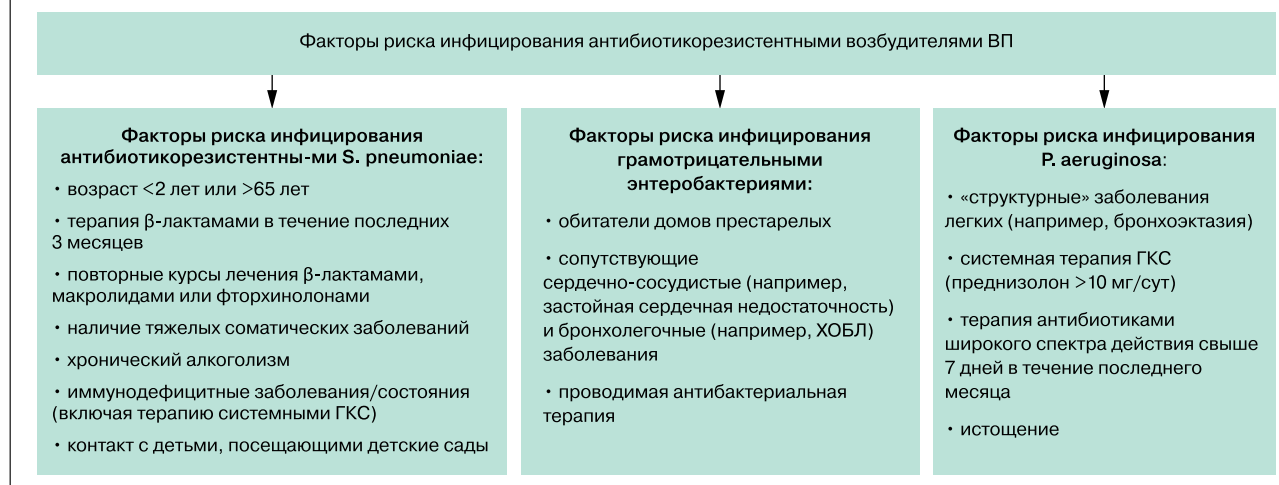 Факторы риска инфицирования антибиотикорезистентными возбудителями ВП
Факторы риска инфицирования
антибиотикорезистентны-ми S. pneumoniae:
· возраст <2 лет или >65 лет
· терапия β-лактамами в течение последних
3 месяцев
· повторные курсы лечения β-лактамами,
макролидами или фторхинолонами
· наличие тяжелых соматических заболеваний
· хронический алкоголизм
· иммунодефицитные заболевания/состояния
(включая терапию системными ГКС)
· контакт с детьми, посещающими детские сады
Факторы риска инфицирования
грамотрицательными
энтеробактериями:
· обитатели домов престарелых
· сопутствующие
сердечно-сосудистые (например,
застойная сердечная недостаточность)
и бронхолегочные (например, ХОБЛ)
заболевания
· проводимая антибактериальная
терапия
Факторы риска инфицирования
P. aeruginosa:
· «структурные» заболевания
легких (например, бронхоэктазия)
· системная терапия ГКС
(преднизолон >10 мг/сут)
· терапия антибиотиками
широкого спектра действия свыше
7 дней в течение последнего
месяца
· истощение